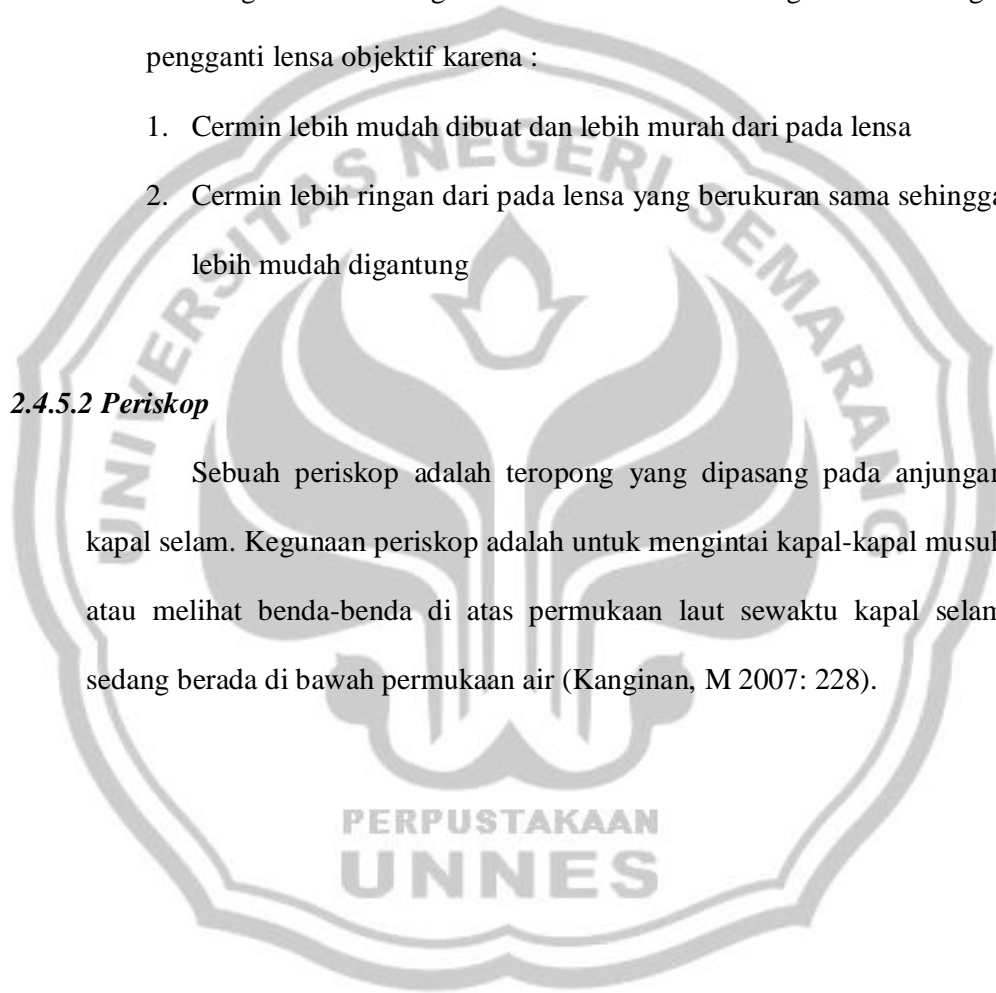 pengganti lensa objektif karena :
1. Cermin lebih mudah dibuat dan lebih murah dari pada lensa
2. Cermin lebih ringan dari pada lensa yang berukuran sama sehingga
lebih mudah digantung
2.4.5.2 Periskop
Sebuah periskop adalah teropong yang dipasang pada anjungan
kapal selam. Kegunaan periskop adalah untuk mengintai kapal-kapal musuh
atau melihat benda-benda di atas permukaan laut sewaktu kapal selam
sedang berada di bawah permukaan air (Kanginan, M 2007: 228).
UNIVERSITAS NEGERI SEMARANG
PERPUSTAKAAN
UNNES